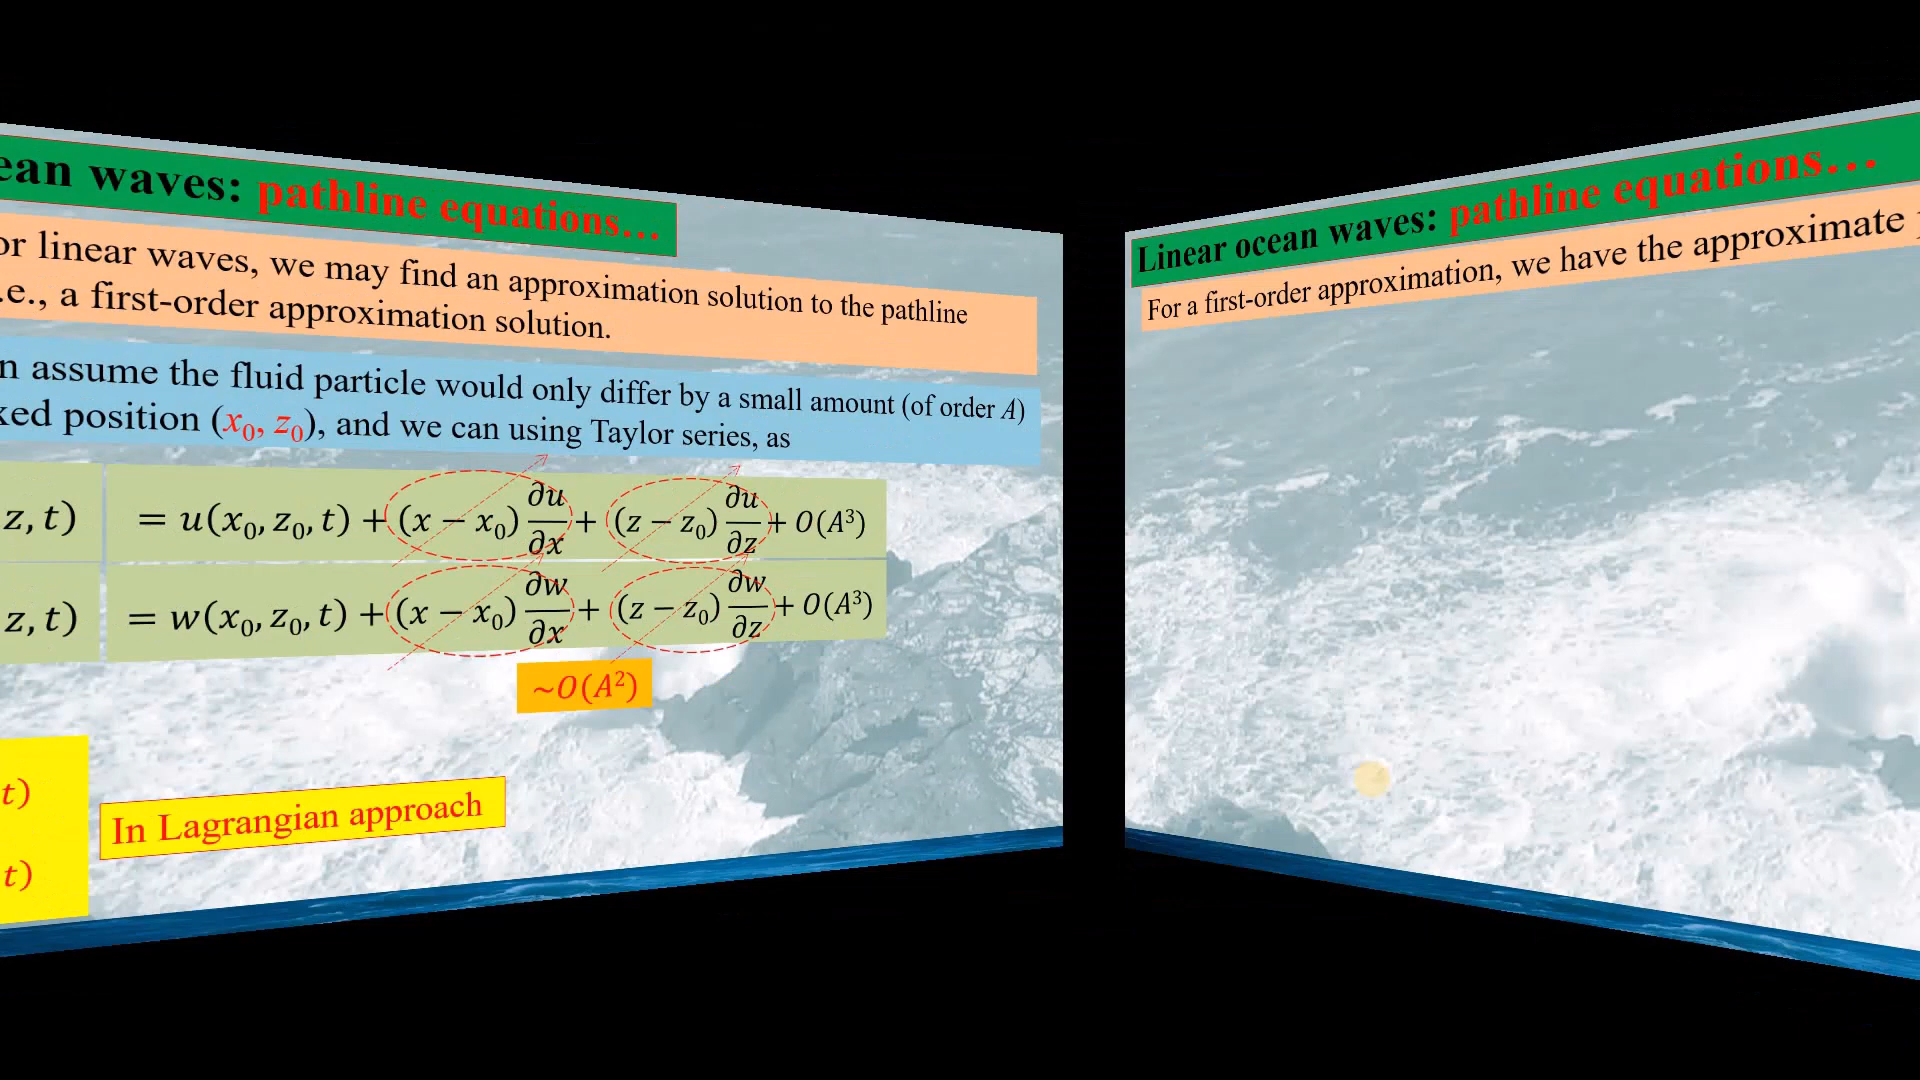 ean waves: pathline equations...
or linear waves, we may find an approximation solution to the pathline
.e., a first-order approximation solution.
n assume the fluid particle would only differ by a small amount (of order A)
xed position (x₀, z₀), and we can using Taylor series, as
z, t) = u(x₀, z₀, t) + (x − x₀) ∂u/∂x + (z − z₀) ∂u/∂z + O(A³)
z, t) = w(x₀, z₀, t) + (x − x₀) ∂w/∂x + (z − z₀) ∂w/∂z + O(A³)
~O(A²)
t)
In Lagrangian approach
t)
Linear ocean waves: pathline equations...
For a first-order approximation, we have the approximate